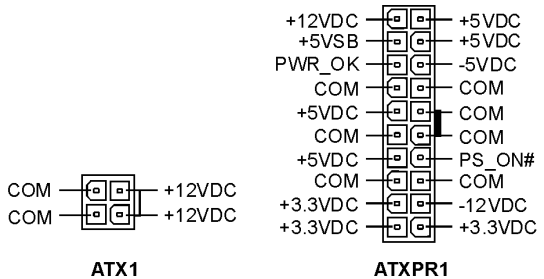 +12VDC +5VDC
+5VSB +5VDC
PWR_OK -5VDC
COM COM
+5VDC COM
COM COM
+5VDC PS_ON#
COM COM
+3.3VDC -12VDC
+3.3VDC +3.3VDC
COM +12VDC
COM +12VDC
ATX1 ATXPR1